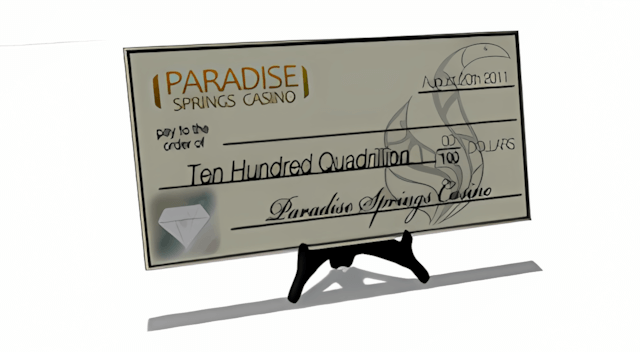 PARADISE
SPRINGS CASINO
August 20th 2011
pay to the
order of
Ten Hundred Quadrillion 00/100 DOLLARS
Paradise Springs Casino